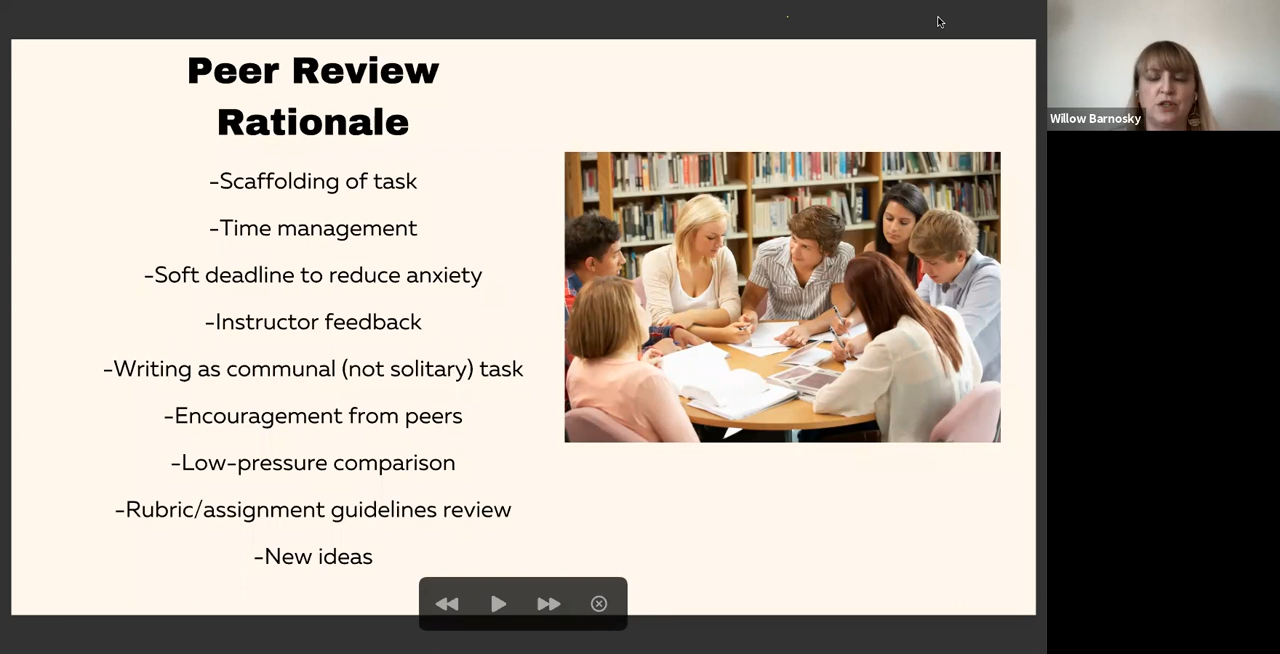 Peer Review
Rationale
-Scaffolding of task
-Time management
-Soft deadline to reduce anxiety
-Instructor feedback
-Writing as communal (not solitary) task
-Encouragement from peers
-Low-pressure comparison
-Rubric/assignment guidelines review
-New ideas
Willow Barnosky